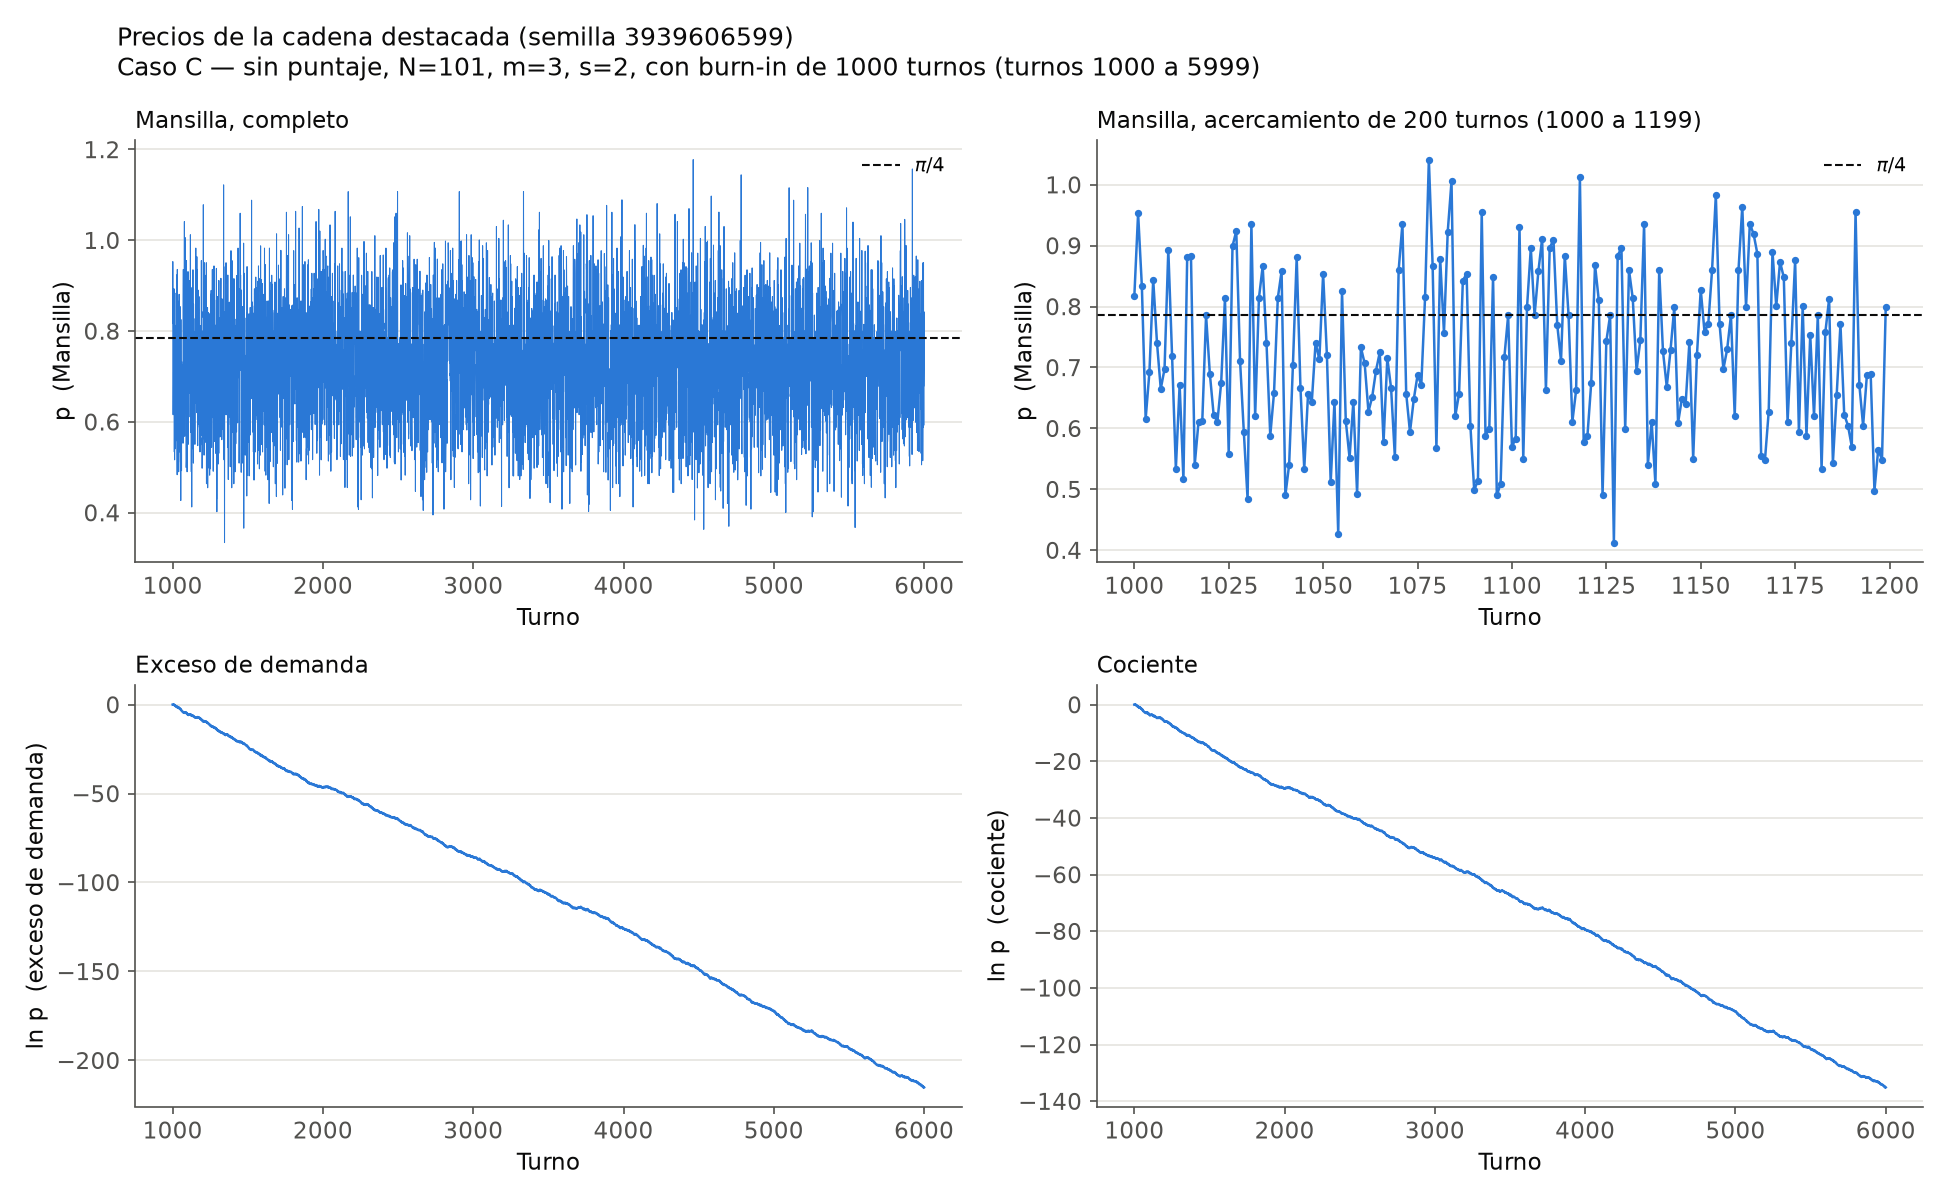 Precios de la cadena destacada (semilla 3939606599)
Caso C — sin puntaje, N=101, m=3, s=2, con burn-in de 1000 turnos (turnos 1000 a 5999)
Mansilla, completo
1.2
1.0
0.8
0.6
0.4
p (Mansilla)
π/4
1000 2000 3000 4000 5000 6000
Turno
Mansilla, acercamiento de 200 turnos (1000 a 1199)
1.0
0.9
0.8
0.7
0.6
0.5
0.4
p (Mansilla)
π/4
1000 1025 1050 1075 1100 1125 1150 1175 1200
Turno
Exceso de demanda
0
−50
−100
−150
−200
ln p (exceso de demanda)
1000 2000 3000 4000 5000 6000
Turno
Cociente
0
−20
−40
−60
−80
−100
−120
−140
ln p (cociente)
1000 2000 3000 4000 5000 6000
Turno